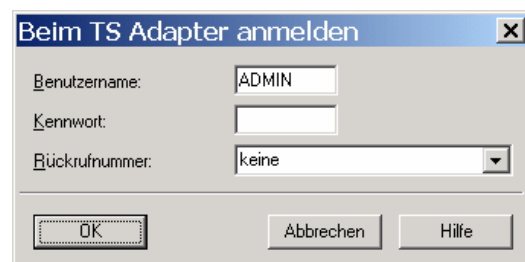 Beim TS Adapter anmelden
Benutzername: ADMIN
Kennwort:
Rückrufnummer: keine
OK Abbrechen Hilfe